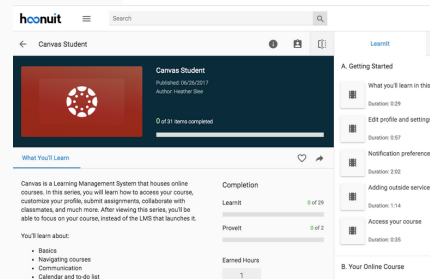 hoonuit
Search
Canvas Student
Canvas Student
Published: 06/26/2017
Author: Heather Slee
0 of 31 items completed
What You'll Learn
Canvas is a Learning Management System that houses online
courses. In this series, you will learn how to access your course,
customize your profile, submit assignments, collaborate with
classmates, and much more. After viewing this series, you'll be
able to focus on your course, instead of the LMS that launches it.
You'll learn about:
• Basics
• Navigating courses
• Communication
• Calendar and to-do list
Completion
LearnIt 0 of 29
ProveIt 0 of 2
Earned Hours
1
LearnIt
A. Getting Started
What you'll learn in this
Duration: 0:29
Edit profile and settings
Duration: 0:57
Notification preference
Duration: 2:02
Adding outside service
Duration: 1:14
Access your course
Duration: 0:35
B. Your Online Course